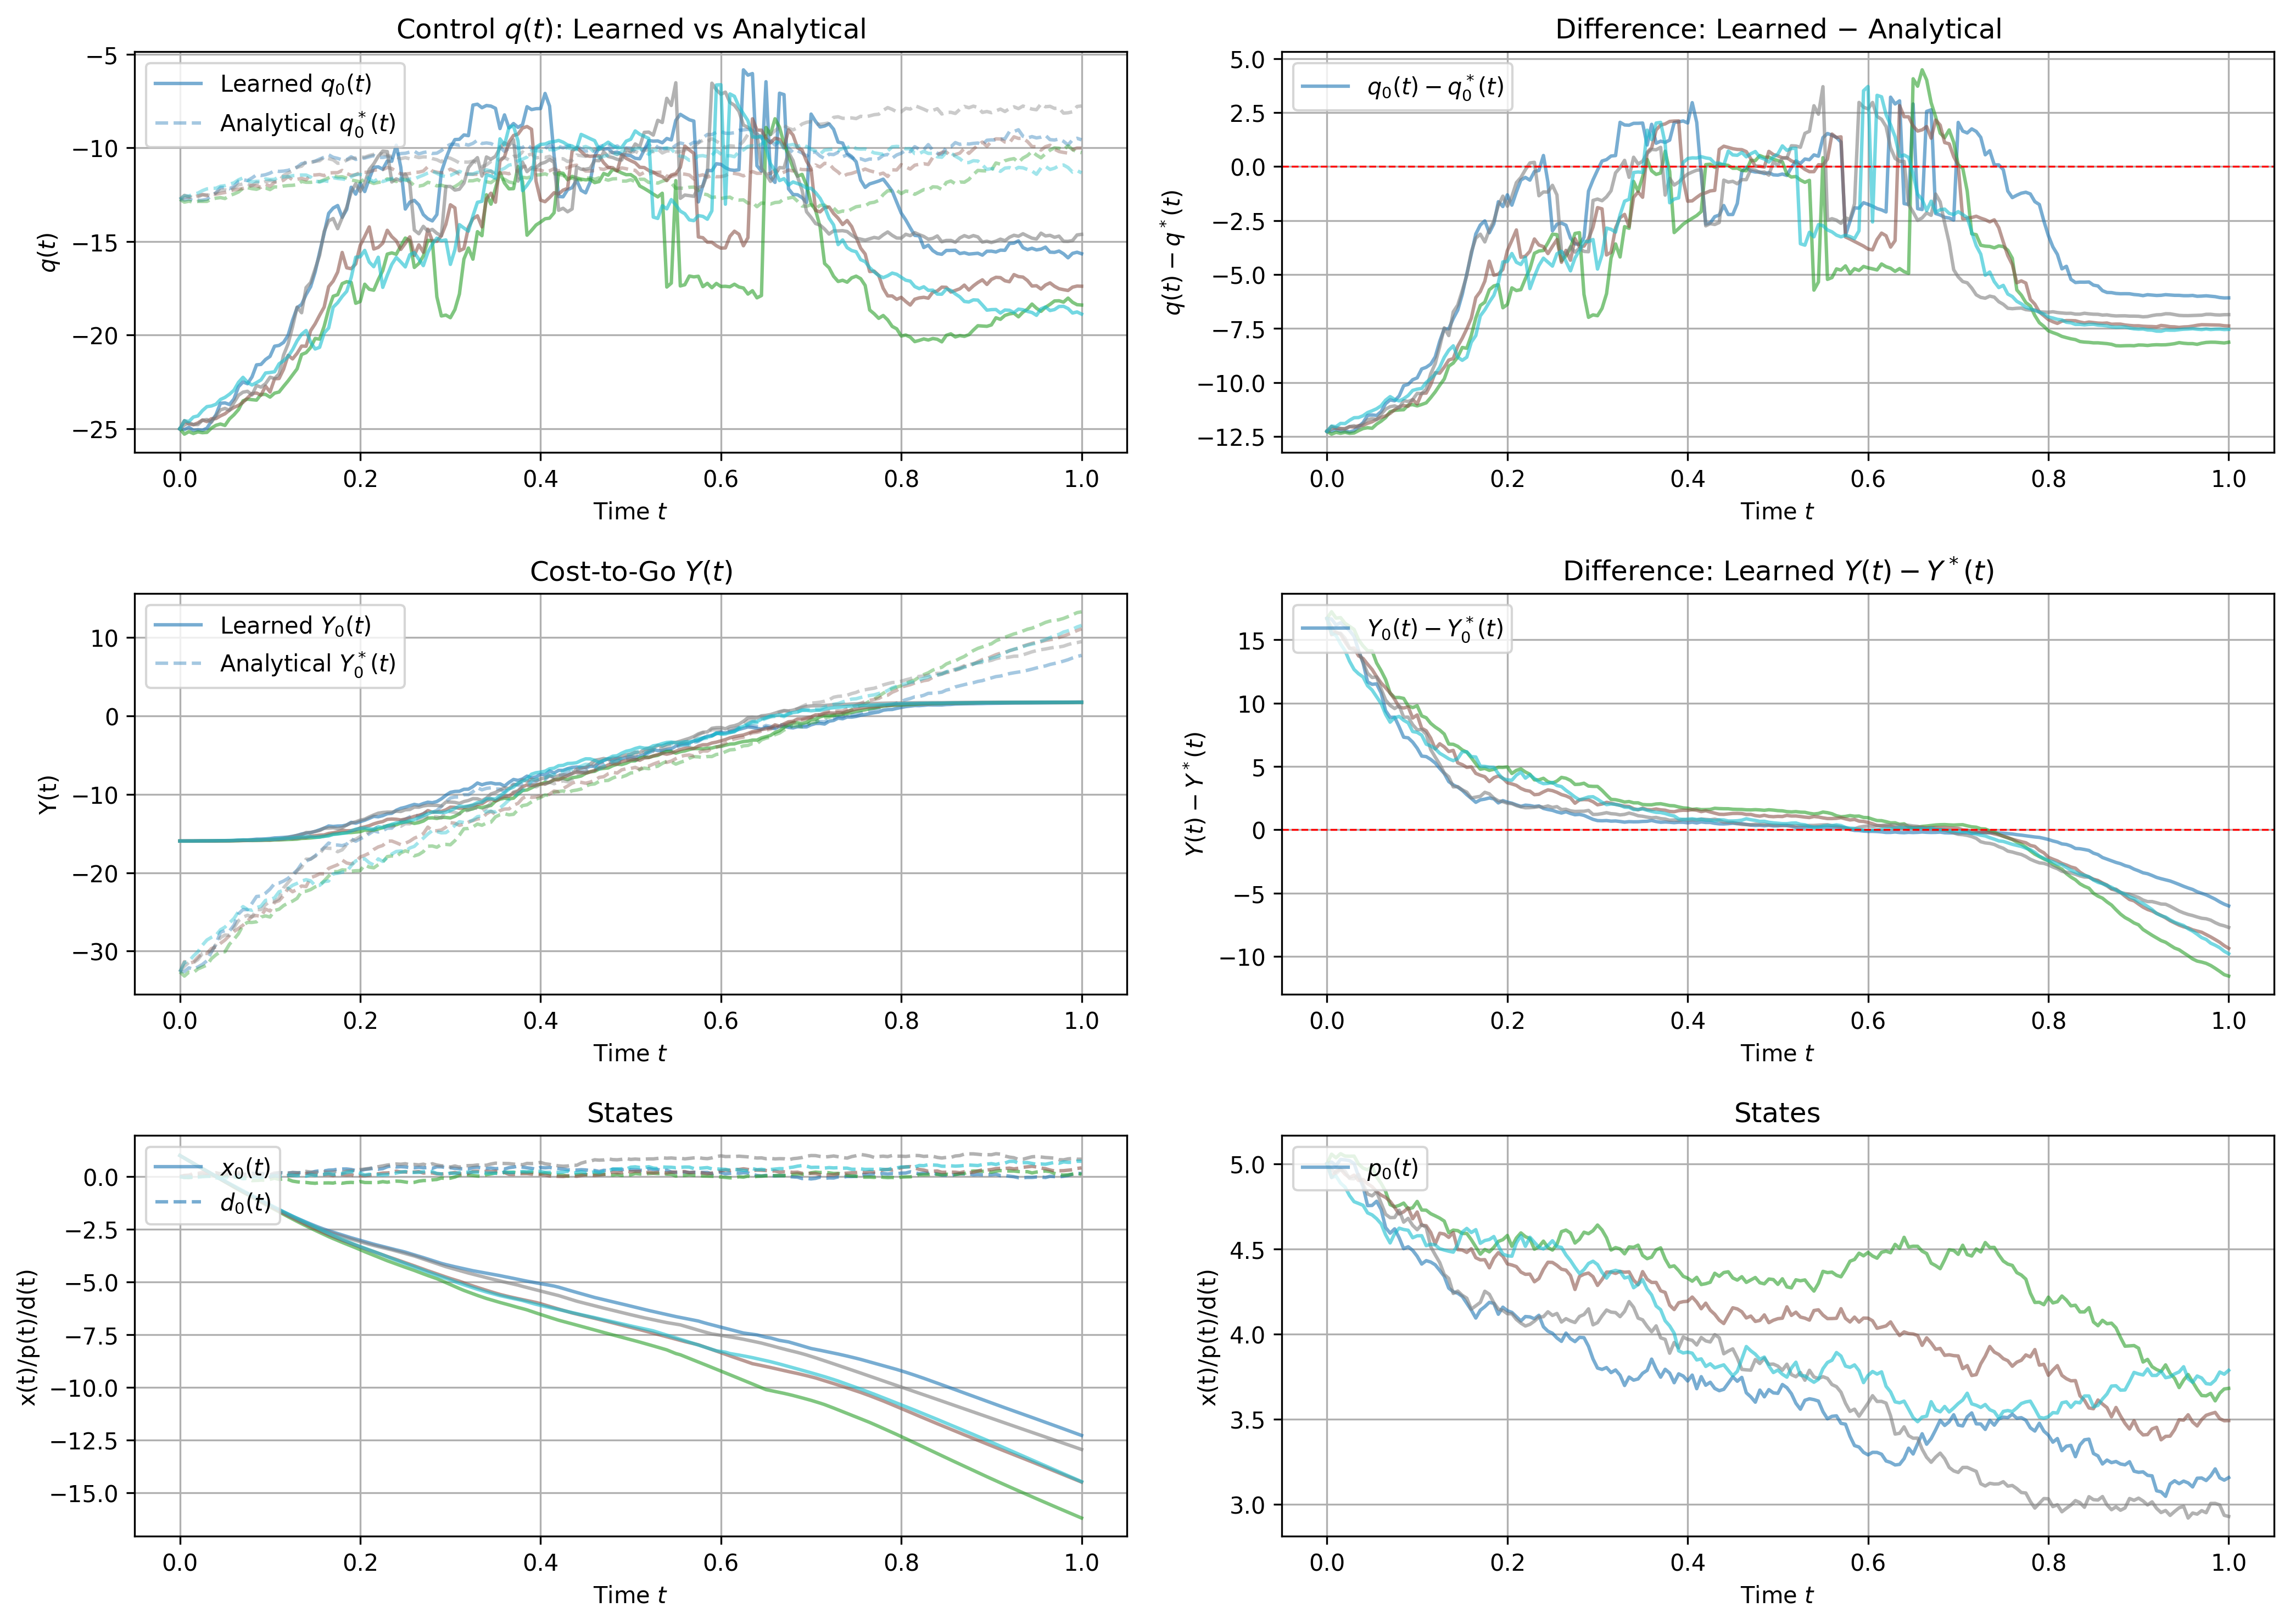 Control q(t): Learned vs Analytical
−5
−10
−15
−20
−25
q(t)
Learned q₀(t)
Analytical q₀*(t)
0.0 0.2 0.4 0.6 0.8 1.0
Time t
Difference: Learned − Analytical
5.0
2.5
0.0
−2.5
−5.0
−7.5
−10.0
−12.5
q(t) − q*(t)
q₀(t) − q₀*(t)
0.0 0.2 0.4 0.6 0.8 1.0
Time t
Cost-to-Go Y(t)
10
0
−10
−20
−30
Y(t)
Learned Y₀(t)
Analytical Y₀*(t)
0.0 0.2 0.4 0.6 0.8 1.0
Time t
Difference: Learned Y(t) − Y*(t)
15
10
5
0
−5
−10
Y(t) − Y*(t)
Y₀(t) − Y₀*(t)
0.0 0.2 0.4 0.6 0.8 1.0
Time t
States
0.0
−2.5
−5.0
−7.5
−10.0
−12.5
−15.0
x(t)/p(t)/d(t)
x₀(t)
d₀(t)
0.0 0.2 0.4 0.6 0.8 1.0
Time t
States
5.0
4.5
4.0
3.5
3.0
x(t)/p(t)/d(t)
p₀(t)
0.0 0.2 0.4 0.6 0.8 1.0
Time t